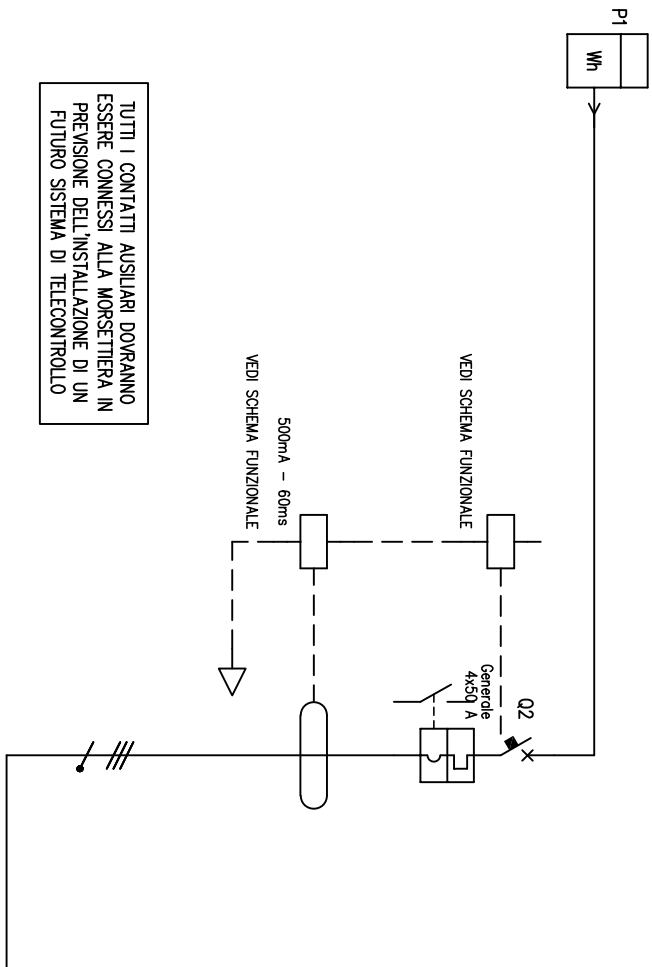 P1
Wh
VEDI SCHEMA FUNZIONALE
Q2
Generale
4x50 A
500mA - 60ms
VEDI SCHEMA FUNZIONALE
TUTTI I CONTATTI AUSILIARI DOVRANNO
ESSERE CONNESSI ALLA MORSETTIERA IN
PREVISIONE DELL'INSTALLAZIONE DI UN
FUTURO SISTEMA DI TELECONTROLLO